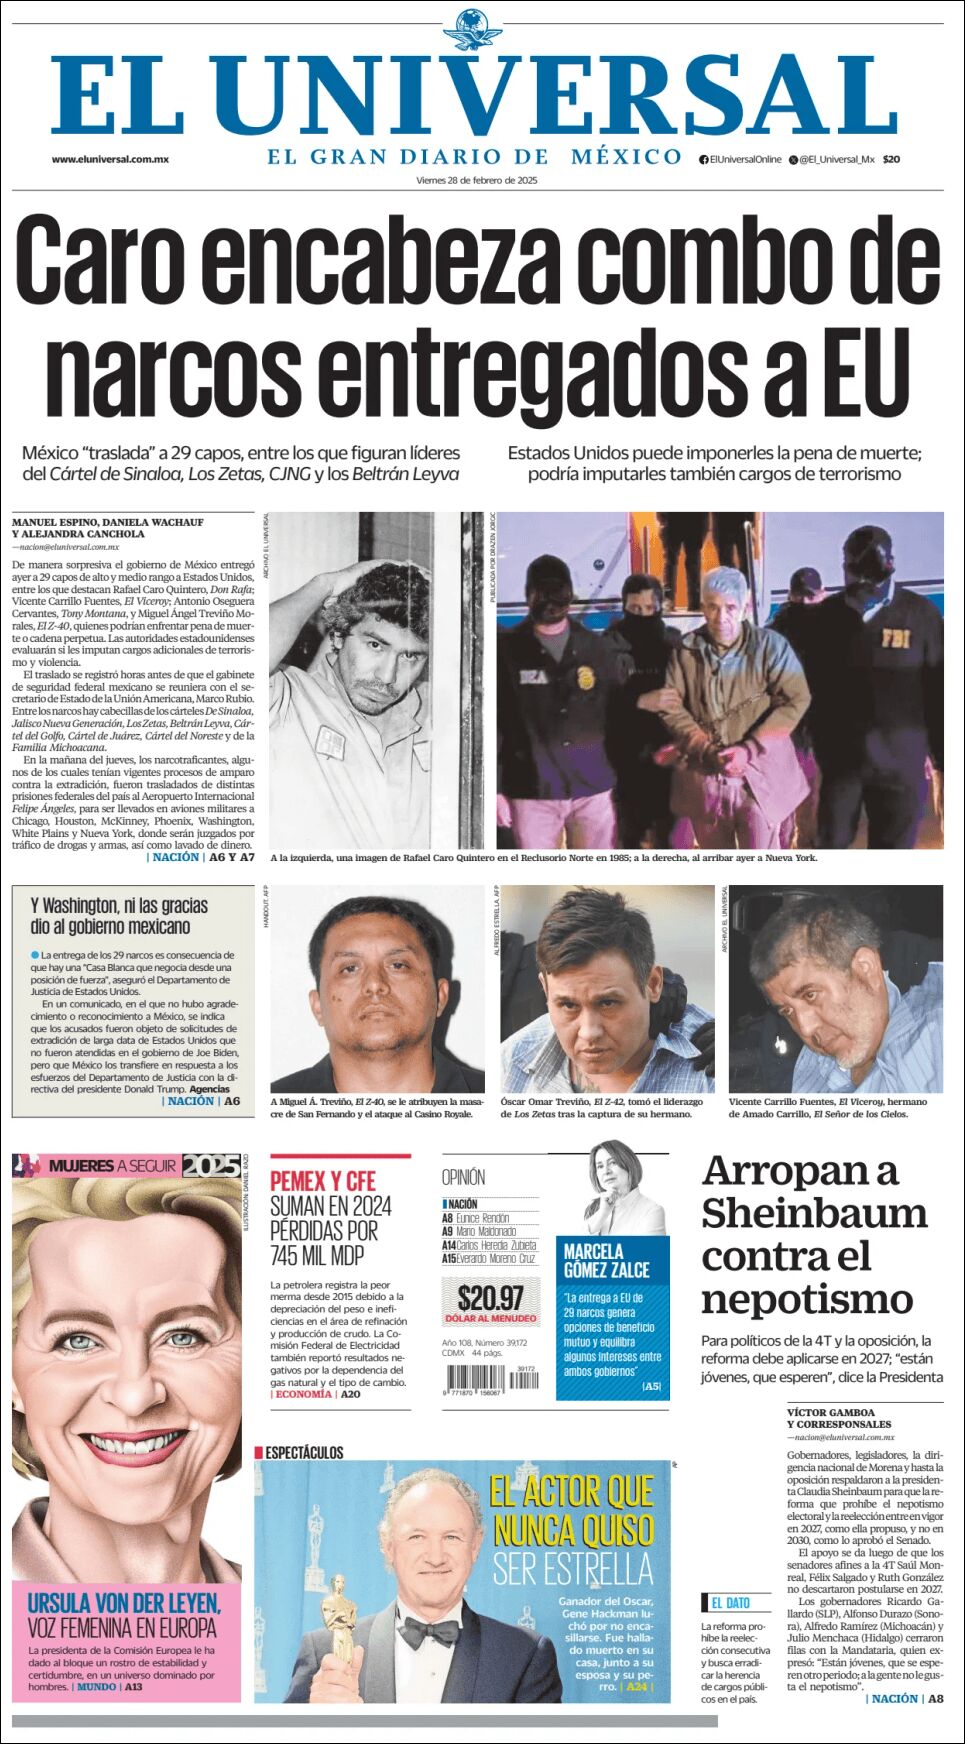 EL UNIVERSAL
EL GRAN DIARIO DE MÉXICO
www.eluniversal.com.mx
ElUniversalOnline @El_Universal_Mx $20
Viernes 28 de febrero de 2025
Caro encabeza combo de
narcos entregados a EU
México “traslada” a 29 capos, entre los que figuran líderes
del Cártel de Sinaloa, Los Zetas, CJNG y los Beltrán Leyva
Estados Unidos puede imponerles la pena de muerte;
podría imputarles también cargos de terrorismo
MANUEL ESPINO, DANIELA WACHAUF
Y ALEJANDRA CANCHOLA
—nacion@eluniversal.com.mx
De manera sorpresiva el gobierno de México entregó
ayer a 29 capos de alto y medio rango a Estados Unidos,
entre los que destacan Rafael Caro Quintero, Don Rafa;
Vicente Carrillo Fuentes, El Viceroy; Antonio Oseguera
Cervantes, Tony Montana, y Miguel Ángel Treviño Mo-
rales, El Z-40, quienes podrían enfrentar pena de muer-
te o cadena perpetua. Las autoridades estadounidenses
evaluarán si les imputan cargos adicionales de terroris-
mo y violencia.
El traslado se registró horas antes de que el gabinete
de seguridad federal mexicano se reuniera con el se-
cretario de Estado de la Unión Americana, Marco Rubio.
Entre los narcos hay cabecillas de los cárteles De Sinaloa,
Jalisco Nueva Generación, Los Zetas, Beltrán Leyva, Cár-
tel del Golfo, Cártel de Juárez, Cártel del Noreste y de la
Familia Michoacana.
En la mañana del jueves, los narcotraficantes, algu-
nos de los cuales tenían vigentes procesos de amparo
contra la extradición, fueron trasladados de distintas
prisiones federales del país al Aeropuerto Internacional
Felipe Ángeles, para ser llevados en aviones militares a
Chicago, Houston, McKinney, Phoenix, Washington,
White Plains y Nueva York, donde serán juzgados por
tráfico de drogas y armas, así como lavado de dinero.
| NACIÓN | A6 Y A7
ARCHIVO EL UNIVERSAL
PUBLICADA POR DRAZEN JORGIC
DEA
FBI
A la izquierda, una imagen de Rafael Caro Quintero en el Reclusorio Norte en 1985; a la derecha, al arribar ayer a Nueva York.
Y Washington, ni las gracias
dio al gobierno mexicano
La entrega de los 29 narcos es consecuencia de
que hay una “Casa Blanca que negocia desde una
posición de fuerza”, aseguró el Departamento de
Justicia de Estados Unidos.
En un comunicado, en el que no hubo agrade-
cimiento o reconocimiento a México, se indica
que los acusados fueron objeto de solicitudes de
extradición de larga data de Estados Unidos que
no fueron atendidas en el gobierno de Joe Biden,
pero que México los transfiere en respuesta a los
esfuerzos del Departamento de Justicia con la di-
rectiva del presidente Donald Trump. Agencias
| NACIÓN | A6
HANDOUT. AFP
A Miguel Á. Treviño, El Z-40, se le atribuyen la masa-
cre de San Fernando y el ataque al Casino Royale.
ALFREDO ESTRELLA. AFP
Óscar Omar Treviño, El Z-42, tomó el liderazgo
de Los Zetas tras la captura de su hermano.
ARCHIVO EL UNIVERSAL
Vicente Carrillo Fuentes, El Viceroy, hermano
de Amado Carrillo, El Señor de los Cielos.
MUJERES A SEGUIR 2025
ILUSTRACIÓN: DANIEL RAZO
URSULA VON DER LEYEN,
VOZ FEMENINA EN EUROPA
La presidenta de la Comisión Europea le ha
dado al bloque un rostro de estabilidad y
certidumbre, en un universo dominado por
hombres. | MUNDO | A13
PEMEX Y CFE
SUMAN EN 2024
PÉRDIDAS POR
745 MIL MDP
La petrolera registra la peor
merma desde 2015 debido a la
depreciación del peso e inefi-
ciencias en el área de refinación
y producción de crudo. La Co-
misión Federal de Electricidad
también reportó resultados ne-
gativos por la dependencia del
gas natural y el tipo de cambio.
| ECONOMÍA | A20
OPINIÓN
NACIÓN
A8 Eunice Rendón
A9 Mario Maldonado
A14 Carlos Heredia Zubieta
A15 Everardo Moreno Cruz
$20.97
DÓLAR AL MENUDEO
Año 108, Número 39,172
CDMX 44 págs.
39172
9 771870 156067
MARCELA
GÓMEZ ZALCE
“La entrega a EU de
29 narcos genera
opciones de beneficio
mutuo y equilibra
algunos intereses entre
ambos gobiernos”
|A5|
ESPECTÁCULOS
EL ACTOR QUE
NUNCA QUISO
SER ESTRELLA
Ganador del Oscar,
Gene Hackman lu-
chó por no enca-
sillarse. Fue halla-
do muerto en su
casa, junto a su
esposa y su pe-
rro. | A24 |
Arropan a
Sheinbaum
contra el
nepotismo
Para políticos de la 4T y la oposición, la
reforma debe aplicarse en 2027; “están
jóvenes, que esperen”, dice la Presidenta
VÍCTOR GAMBOA
Y CORRESPONSALES
—nacion@eluniversal.com.mx
Gobernadores, legisladores, la diri-
gencia nacional de Morena y hasta la
oposición respaldaron a la presiden-
ta Claudia Sheinbaum para que la re-
forma que prohíbe el nepotismo
electoral y la reelección entre en vigor
en 2027, como ella propuso, y no en
2030, como lo aprobó el Senado.
El apoyo se da luego de que los
senadores afines a la 4T Saúl Mon-
real, Félix Salgado y Ruth González
no descartaron postularse en 2027.
Los gobernadores Ricardo Ga-
llardo (SLP), Alfonso Durazo (Sono-
ra), Alfredo Ramírez (Michoacán) y
Julio Menchaca (Hidalgo) cerraron
filas con la Mandataria, quien ex-
presó: “Están jóvenes, que se espe-
ren otro periodo; a la gente no le gus-
ta el nepotismo”.
| NACIÓN | A8
EL DATO
La reforma pro-
híbe la reelec-
ción consecutiva
y busca erradi-
car la herencia
de cargos públi-
cos en el país.